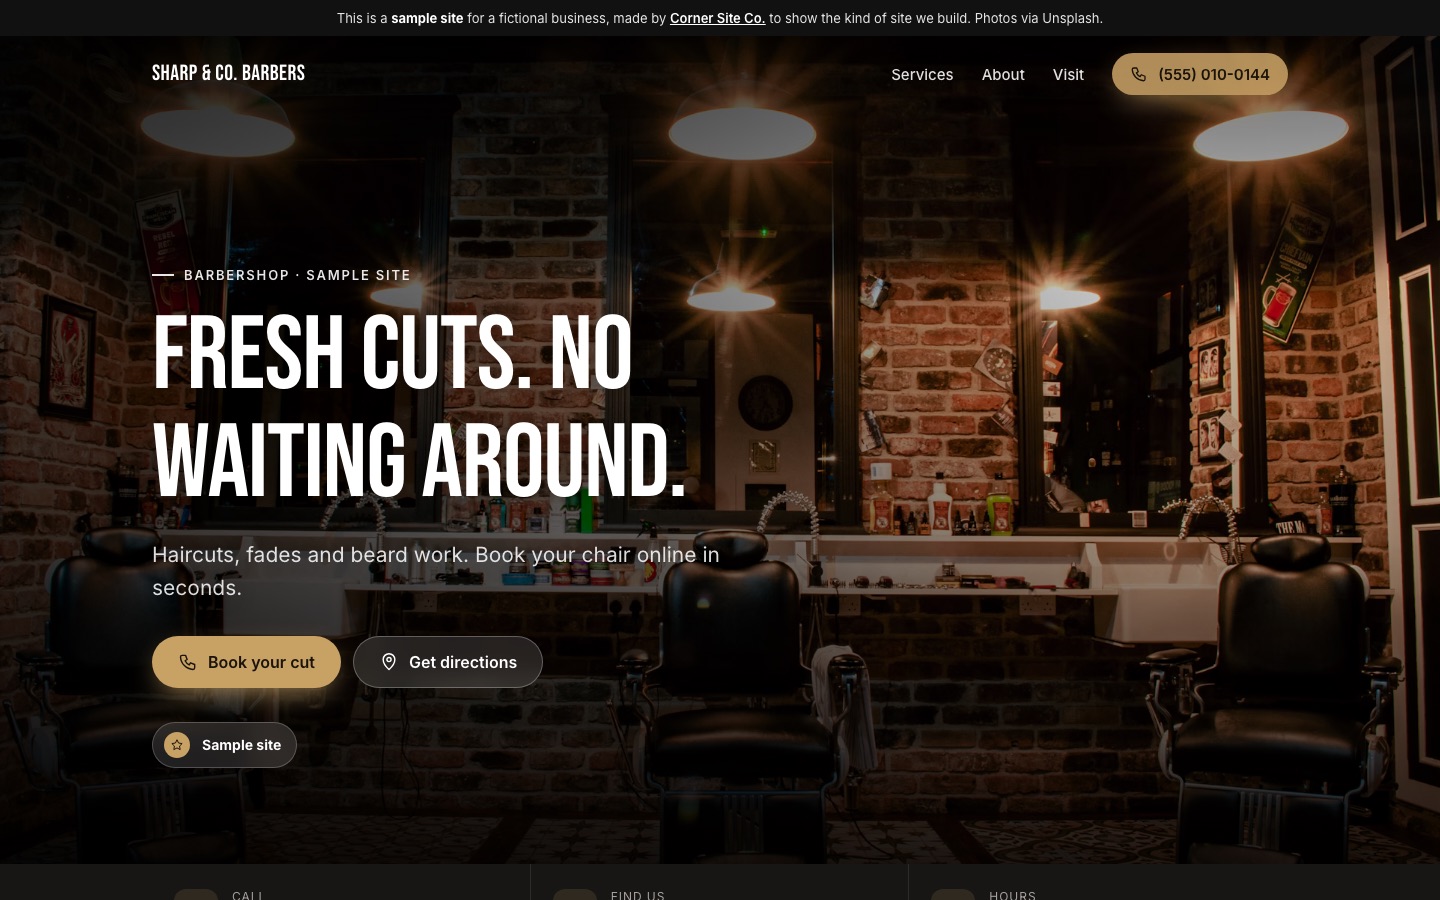 This is a sample site for a fictional business, made by Corner Site Co. to show the kind of site we build. Photos via Unsplash.
SHARP & CO. BARBERS
Services
About
Visit
(555) 010-0144
BARBERSHOP · SAMPLE SITE
FRESH CUTS. NO
WAITING AROUND.
Haircuts, fades and beard work. Book your chair online in
seconds.
Book your cut
Get directions
Sample site
CALL
FIND US
HOURS